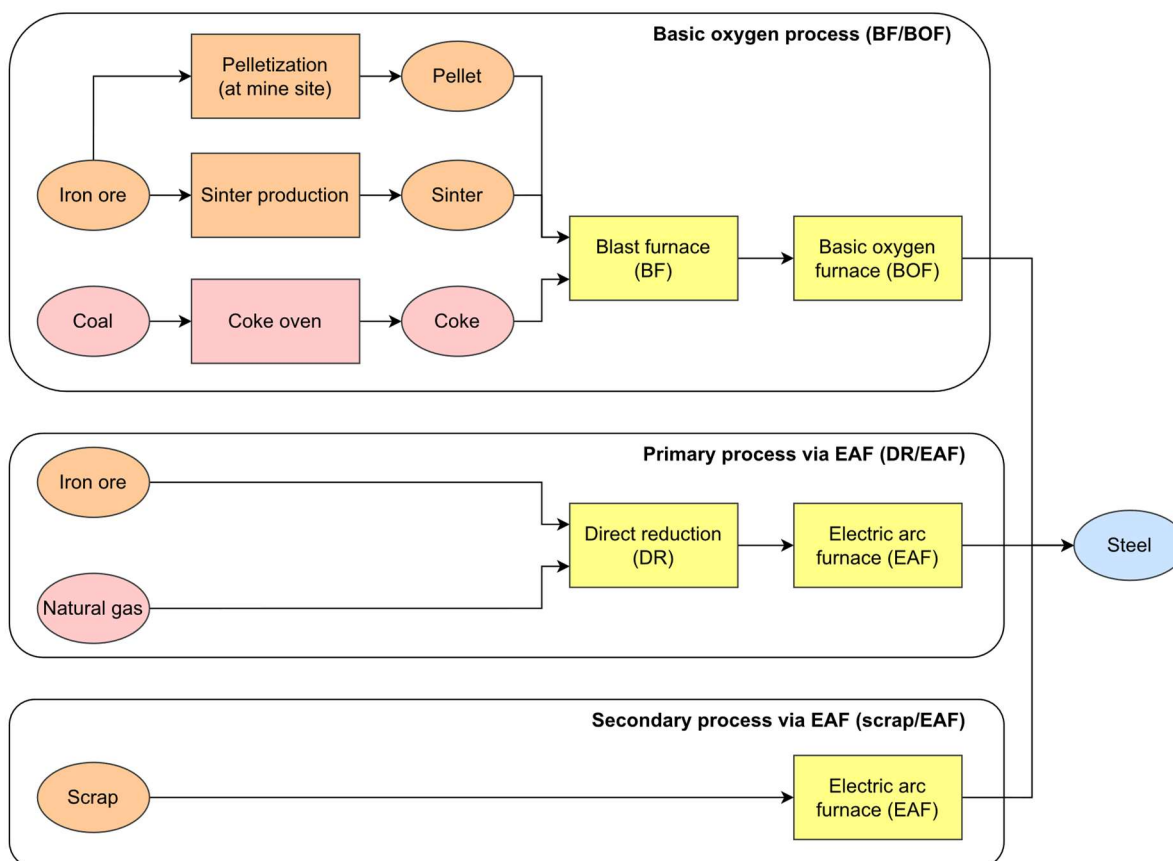 Basic oxygen process (BF/BOF)
Pelletization
(at mine site)
Pellet
Iron ore
Sinter production
Sinter
Blast furnace
(BF)
Basic oxygen
furnace (BOF)
Coal
Coke oven
Coke
Primary process via EAF (DR/EAF)
Iron ore
Direct reduction
(DR)
Electric arc
furnace (EAF)
Steel
Natural gas
Secondary process via EAF (scrap/EAF)
Scrap
Electric arc
furnace (EAF)